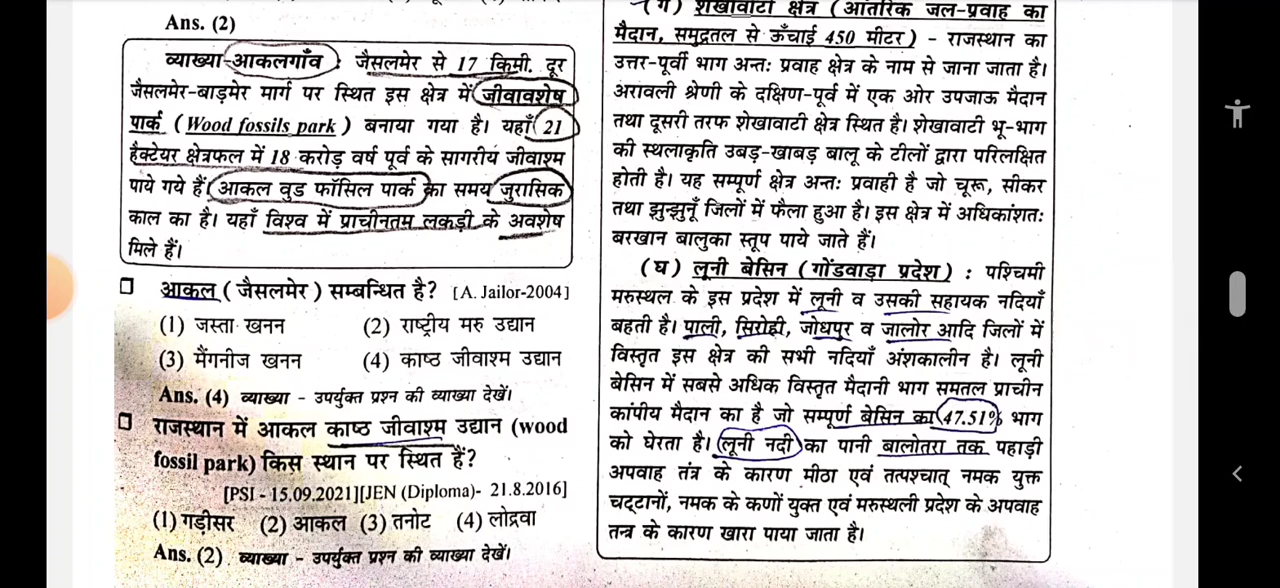 Ans. (2)
व्याख्या-आकलगाँव : जैसलमेर से 17 किमी. दूर
जैसलमेर-बाड़मेर मार्ग पर स्थित इस क्षेत्र में जीवावशेष
पार्क (Wood fossils park) बनाया गया है। यहाँ 21
हैक्टेयर क्षेत्रफल में 18 करोड़ वर्ष पूर्व के सागरीय जीवाश्म
पाये गये हैं। आकल वुड फॉसिल पार्क का समय जुरासिक
काल का है। यहाँ विश्व में प्राचीनतम लकड़ी के अवशेष
मिले हैं।
आकल (जैसलमेर) सम्बन्धित है? [A. Jailor-2004]
(1) जस्ता खनन (2) राष्ट्रीय मरु उद्यान
(3) मैंगनीज खनन (4) काष्ठ जीवाश्म उद्यान
Ans. (4) व्याख्या - उपर्युक्त प्रश्न की व्याख्या देखें।
राजस्थान में आकल काष्ठ जीवाश्म उद्यान (wood
fossil park) किस स्थान पर स्थित है?
[PSI - 15.09.2021][JEN (Diploma)- 21.8.2016]
(1) गड़ीसर (2) आकल (3) तनोट (4) लोद्रवा
Ans. (2) व्याख्या - उपर्युक्त प्रश्न की व्याख्या देखें।
(ग) शेखावाटी क्षेत्र (आंतरिक जल-प्रवाह का
मैदान, समुद्रतल से ऊँचाई 450 मीटर) - राजस्थान का
उत्तर-पूर्वी भाग अन्तः प्रवाह क्षेत्र के नाम से जाना जाता है।
अरावली श्रेणी के दक्षिण-पूर्व में एक ओर उपजाऊ मैदान
तथा दूसरी तरफ शेखावाटी क्षेत्र स्थित है। शेखावाटी भू-भाग
की स्थलाकृति उबड़-खाबड़ बालू के टीलों द्वारा परिलक्षित
होती है। यह सम्पूर्ण क्षेत्र अन्तः प्रवाही है जो चूरू, सीकर
तथा झुन्झुनूँ जिलों में फैला हुआ है। इस क्षेत्र में अधिकांशतः
बरखान बालुका स्तूप पाये जाते हैं।
(घ) लूनी बेसिन (गोंडवाड़ा प्रदेश) : पश्चिमी
मरुस्थल के इस प्रदेश में लूनी व उसकी सहायक नदियाँ
बहती है। पाली, सिरोही, जोधपुर व जालोर आदि जिलों में
विस्तृत इस क्षेत्र की सभी नदियाँ अंशकालीन है। लूनी
बेसिन में सबसे अधिक विस्तृत मैदानी भाग समतल प्राचीन
कांपीय मैदान का है जो सम्पूर्ण बेसिन का 47.51% भाग
को घेरता है। लूनी नदी का पानी बालोतरा तक पहाड़ी
अपवाह तंत्र के कारण मीठा एवं तत्पश्चात् नमक युक्त
चट्टानों, नमक के कणों युक्त एवं मरुस्थली प्रदेश के अपवाह
तन्त्र के कारण खारा पाया जाता है।